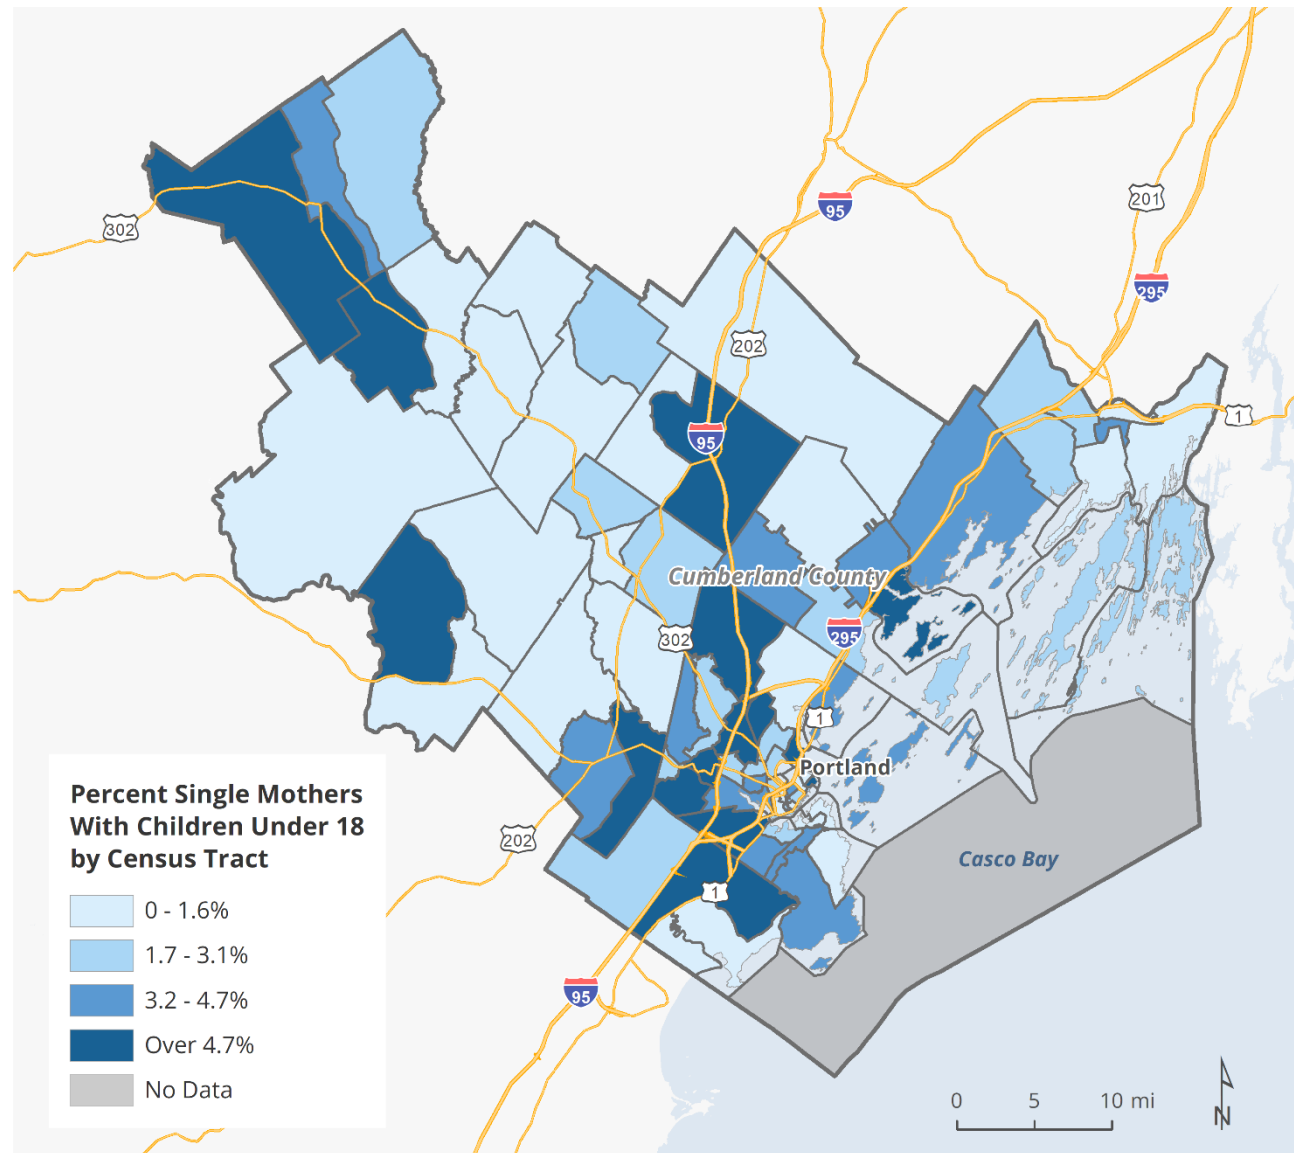 302
95
201
295
202
95
1
Cumberland County
302
295
1
Portland
202
Casco Bay
1
95
Percent Single Mothers
With Children Under 18
by Census Tract
0 - 1.6%
1.7 - 3.1%
3.2 - 4.7%
Over 4.7%
No Data
0 5 10 mi
N